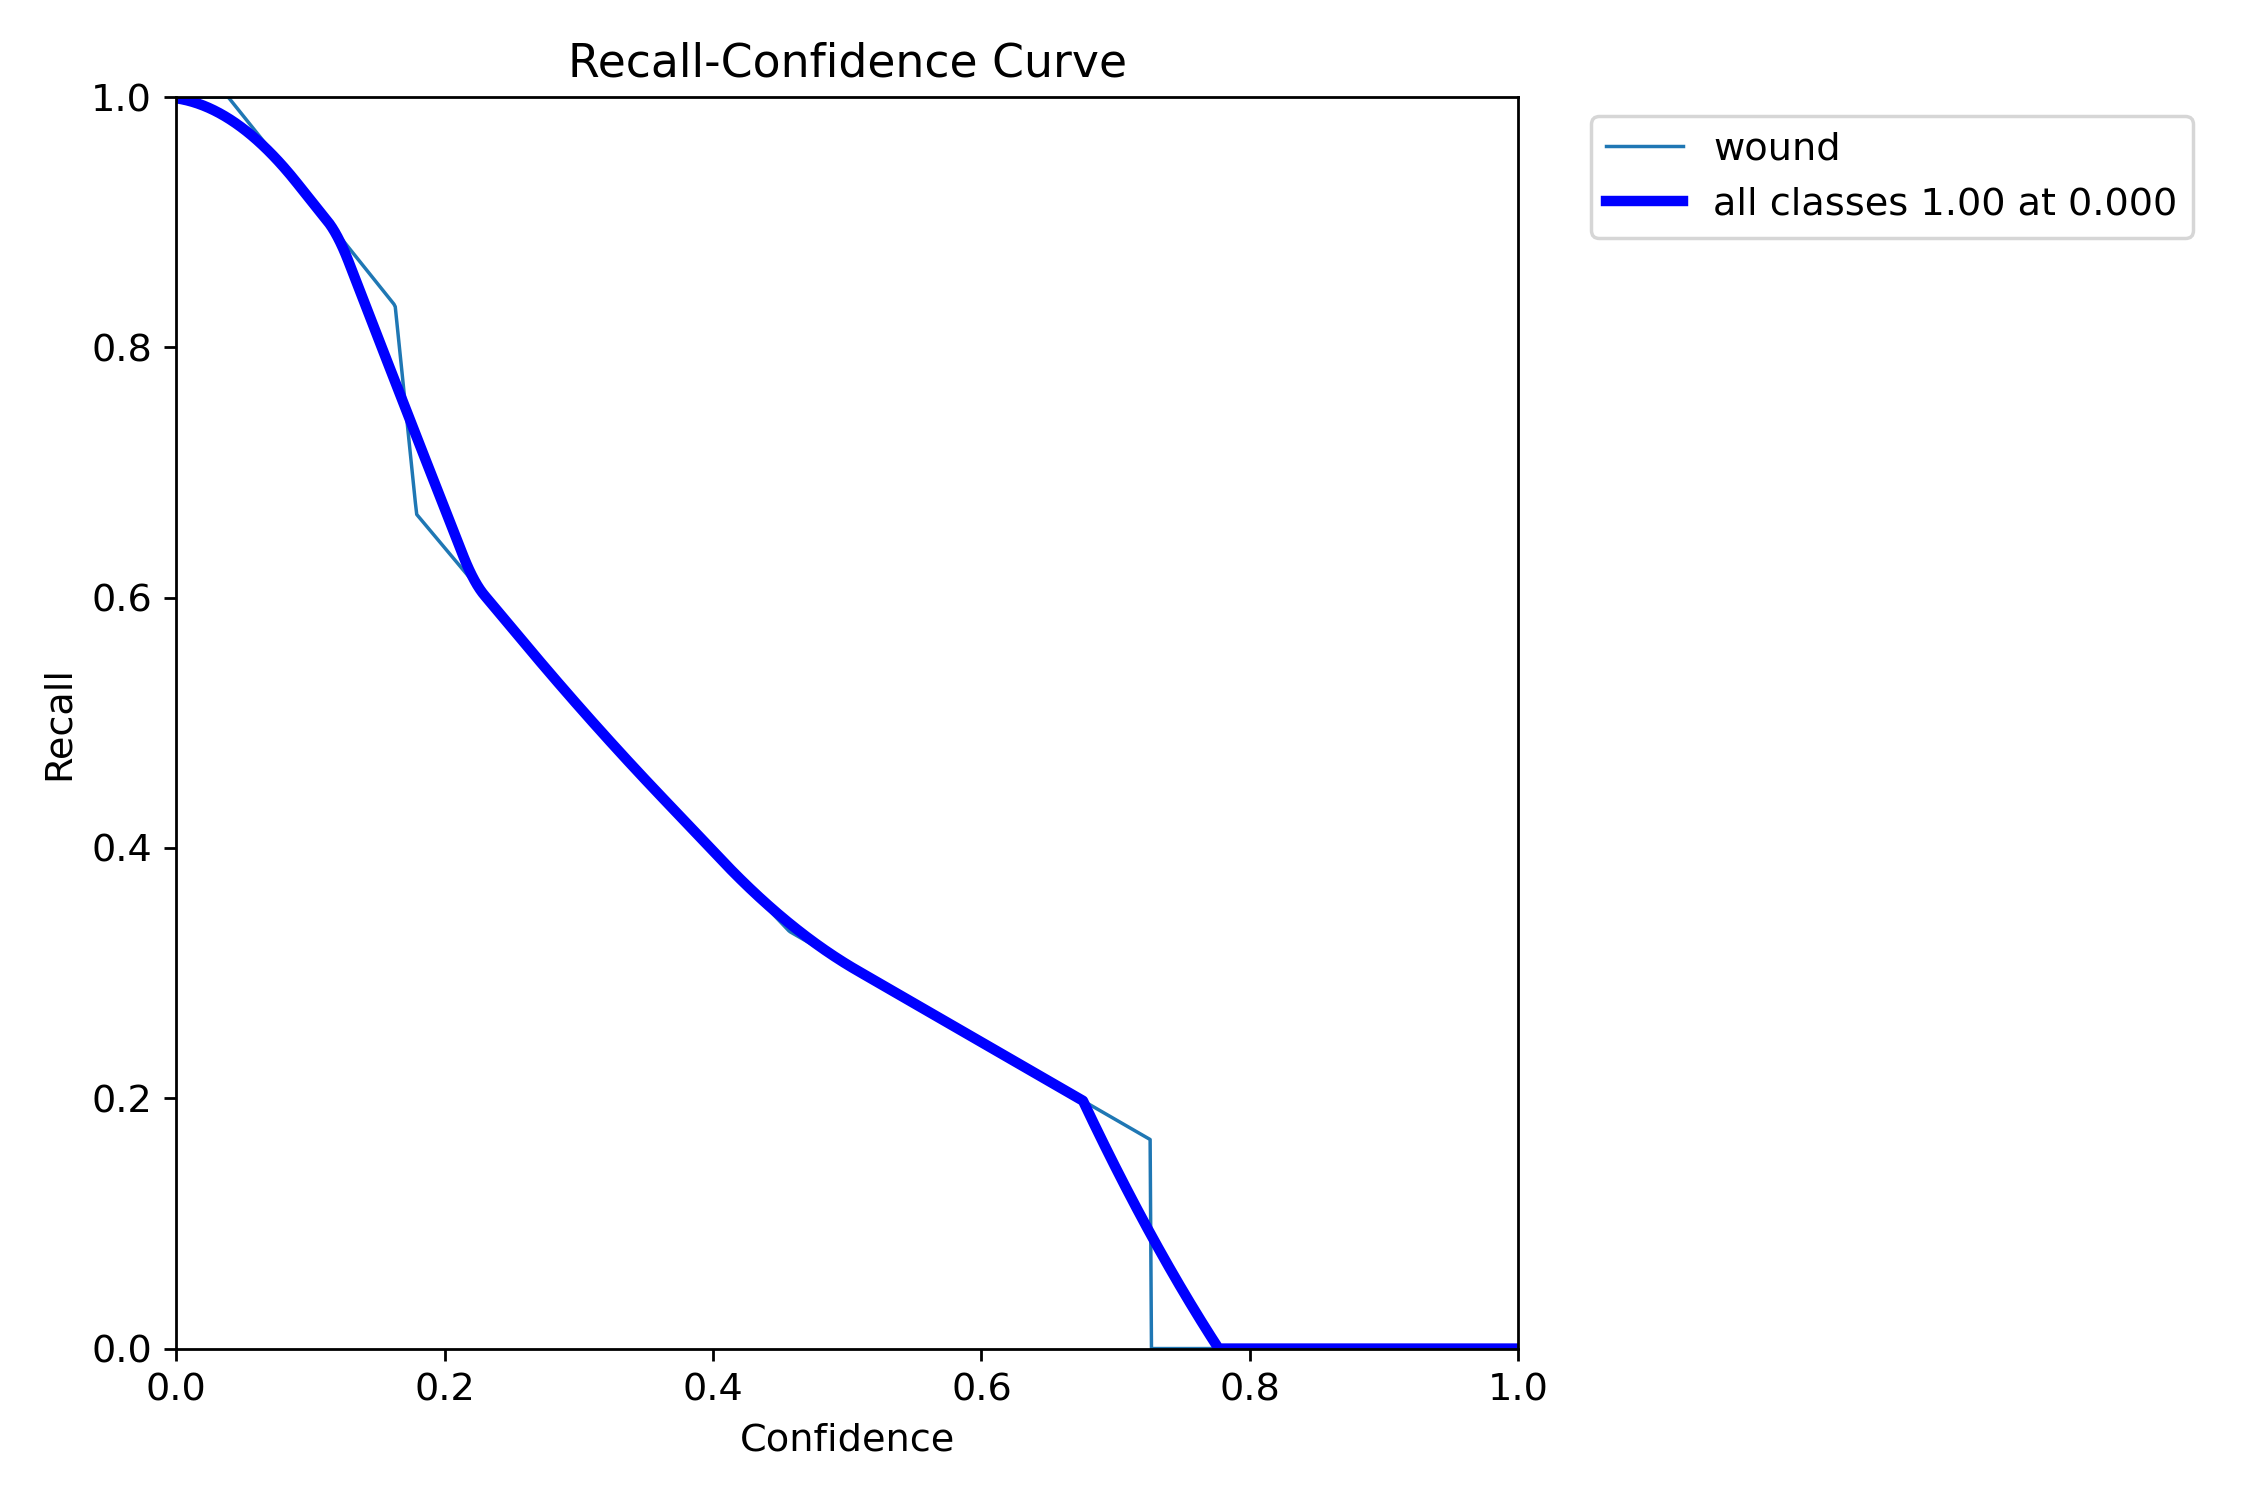 Recall-Confidence Curve
1.0
0.8
0.6
0.4
0.2
0.0
Recall
0.0 0.2 0.4 0.6 0.8 1.0
Confidence
wound
all classes 1.00 at 0.000